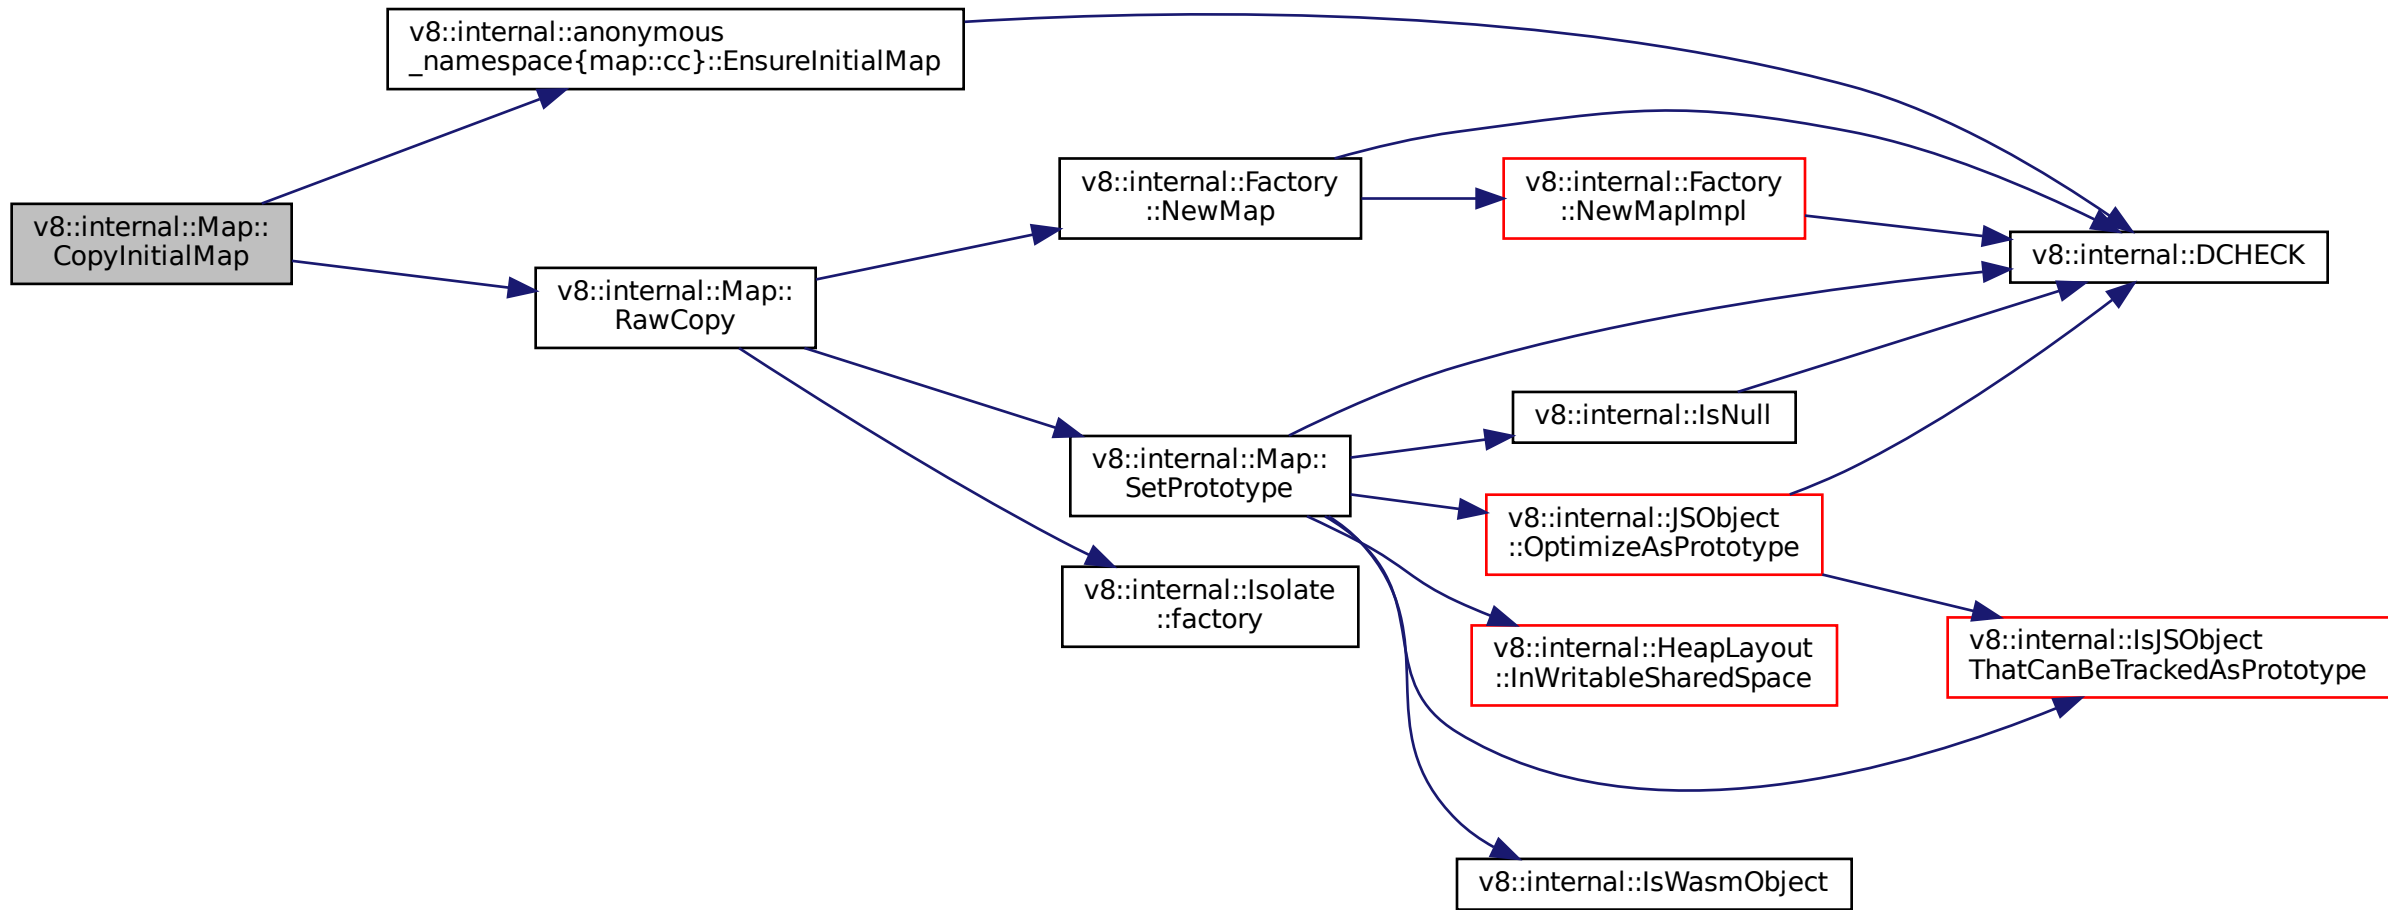 v8::internal::anonymous
_namespace{map::cc}::EnsureInitialMap
v8::internal::Map::
CopyInitialMap
v8::internal::Map::
RawCopy
v8::internal::Factory
::NewMap
v8::internal::Factory
::NewMapImpl
v8::internal::DCHECK
v8::internal::Map::
SetPrototype
v8::internal::IsNull
v8::internal::JSObject
::OptimizeAsPrototype
v8::internal::Isolate
::factory
v8::internal::HeapLayout
::InWritableSharedSpace
v8::internal::IsJSObject
ThatCanBeTrackedAsPrototype
v8::internal::IsWasmObject